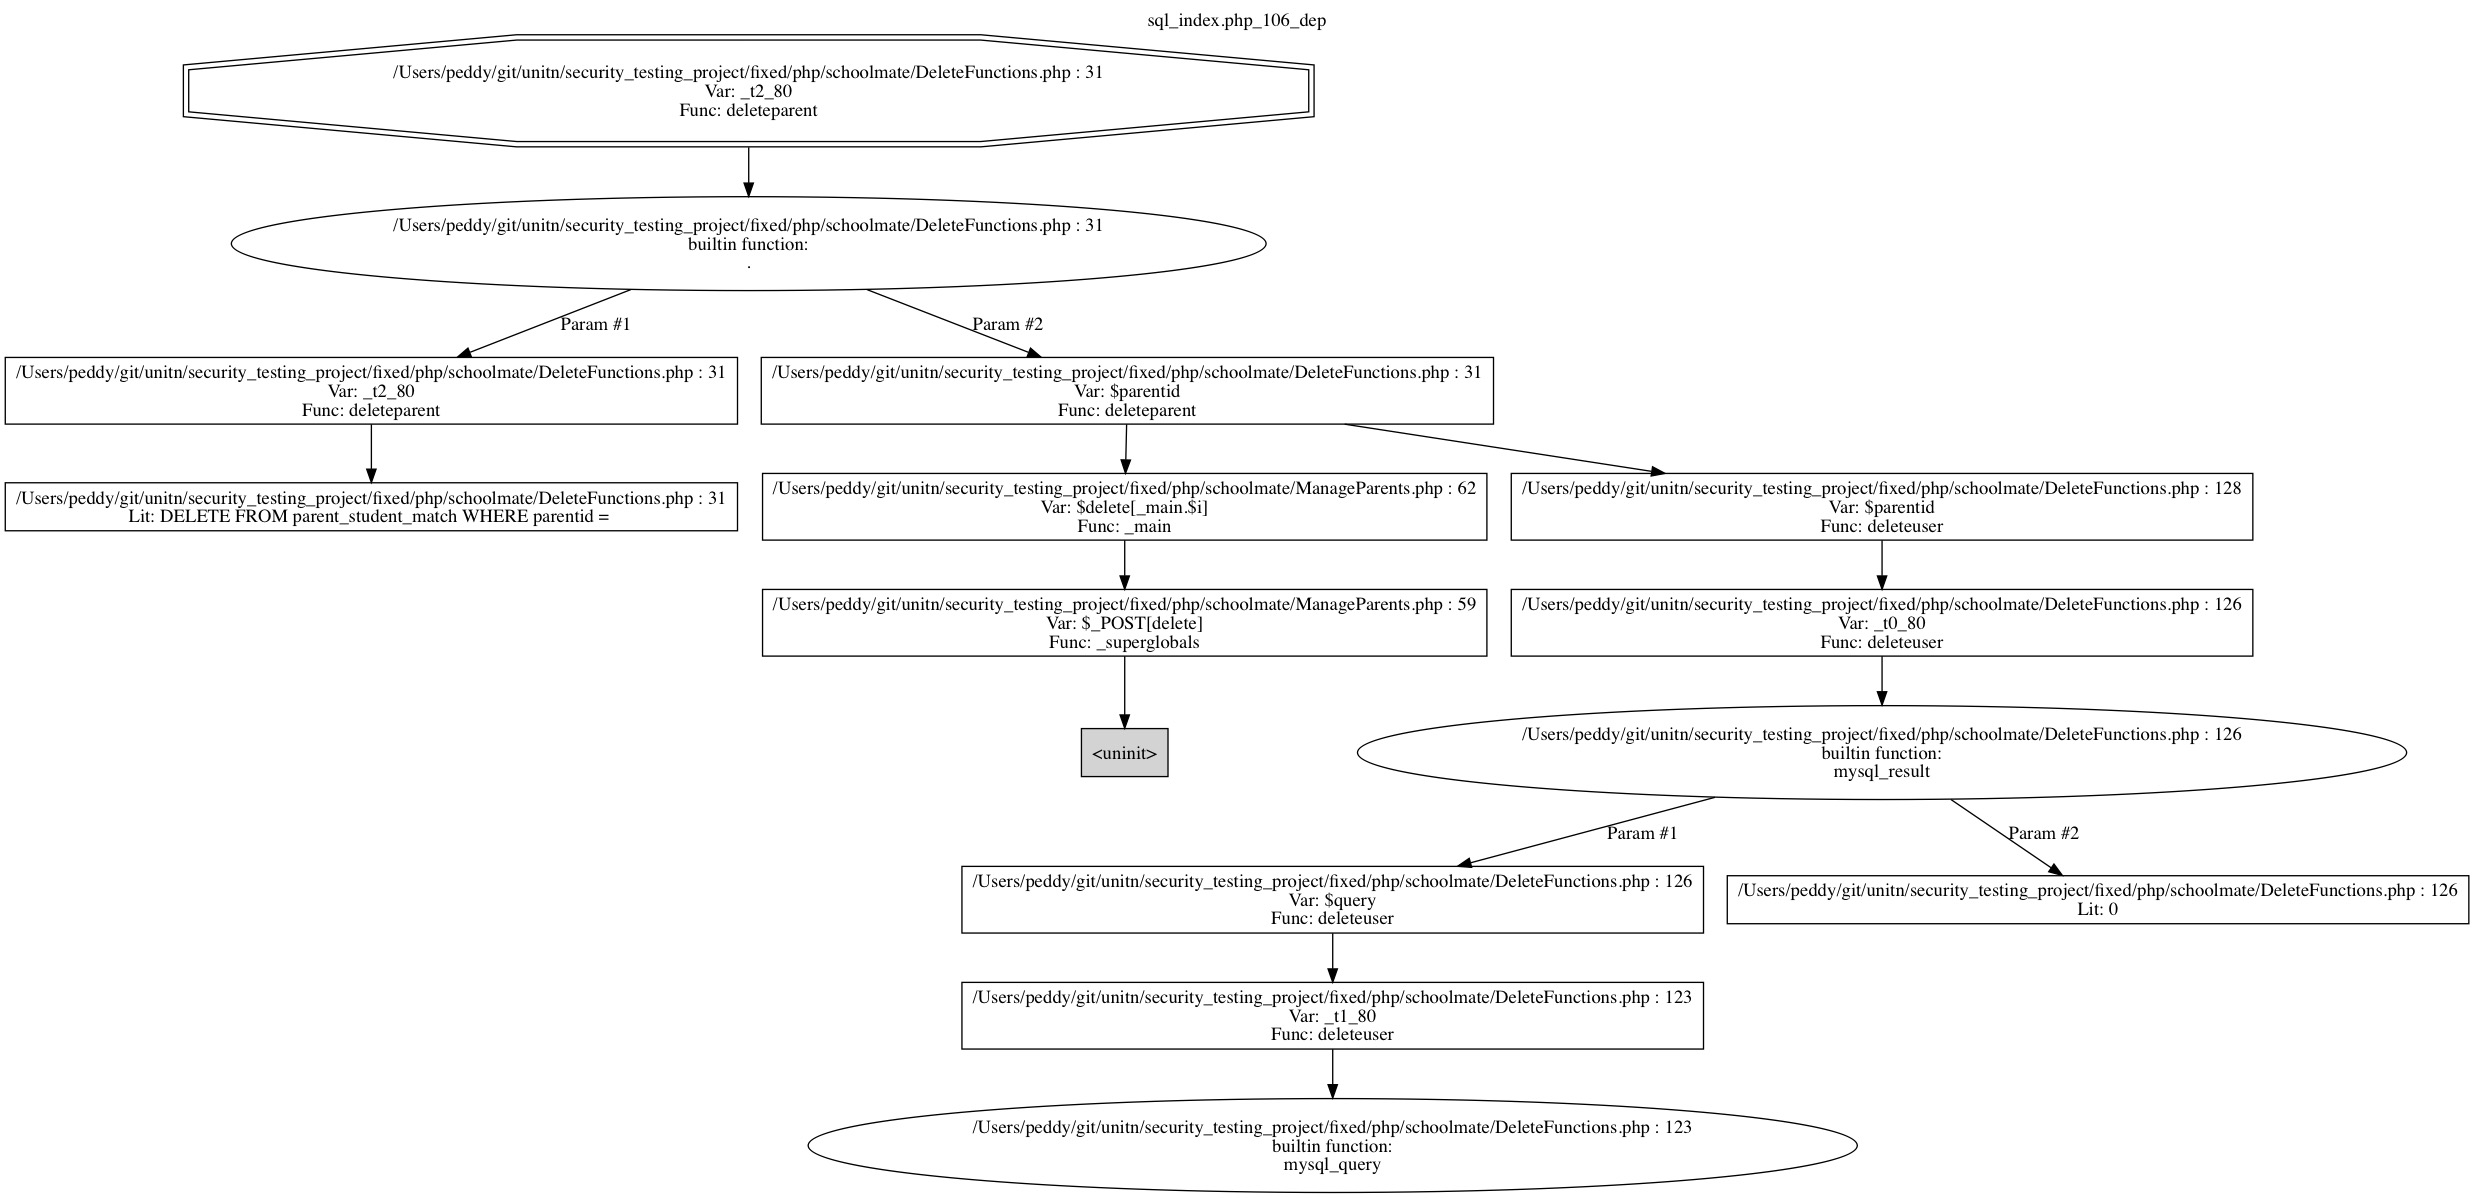 sql_index.php_106_dep
/Users/peddy/git/unitn/security_testing_project/fixed/php/schoolmate/DeleteFunctions.php : 31
Var: _t2_80
Func: deleteparent
/Users/peddy/git/unitn/security_testing_project/fixed/php/schoolmate/DeleteFunctions.php : 31
builtin function:
.
Param #1
Param #2
/Users/peddy/git/unitn/security_testing_project/fixed/php/schoolmate/DeleteFunctions.php : 31
Var: _t2_80
Func: deleteparent
/Users/peddy/git/unitn/security_testing_project/fixed/php/schoolmate/DeleteFunctions.php : 31
Var: $parentid
Func: deleteparent
/Users/peddy/git/unitn/security_testing_project/fixed/php/schoolmate/DeleteFunctions.php : 31
Lit: DELETE FROM parent_student_match WHERE parentid =
/Users/peddy/git/unitn/security_testing_project/fixed/php/schoolmate/ManageParents.php : 62
Var: $delete[_main.$i]
Func: _main
/Users/peddy/git/unitn/security_testing_project/fixed/php/schoolmate/DeleteFunctions.php : 128
Var: $parentid
Func: deleteuser
/Users/peddy/git/unitn/security_testing_project/fixed/php/schoolmate/ManageParents.php : 59
Var: $_POST[delete]
Func: _superglobals
/Users/peddy/git/unitn/security_testing_project/fixed/php/schoolmate/DeleteFunctions.php : 126
Var: _t0_80
Func: deleteuser
<uninit>
/Users/peddy/git/unitn/security_testing_project/fixed/php/schoolmate/DeleteFunctions.php : 126
builtin function:
mysql_result
Param #1
Param #2
/Users/peddy/git/unitn/security_testing_project/fixed/php/schoolmate/DeleteFunctions.php : 126
Var: $query
Func: deleteuser
/Users/peddy/git/unitn/security_testing_project/fixed/php/schoolmate/DeleteFunctions.php : 126
Lit: 0
/Users/peddy/git/unitn/security_testing_project/fixed/php/schoolmate/DeleteFunctions.php : 123
Var: _t1_80
Func: deleteuser
/Users/peddy/git/unitn/security_testing_project/fixed/php/schoolmate/DeleteFunctions.php : 123
builtin function:
mysql_query